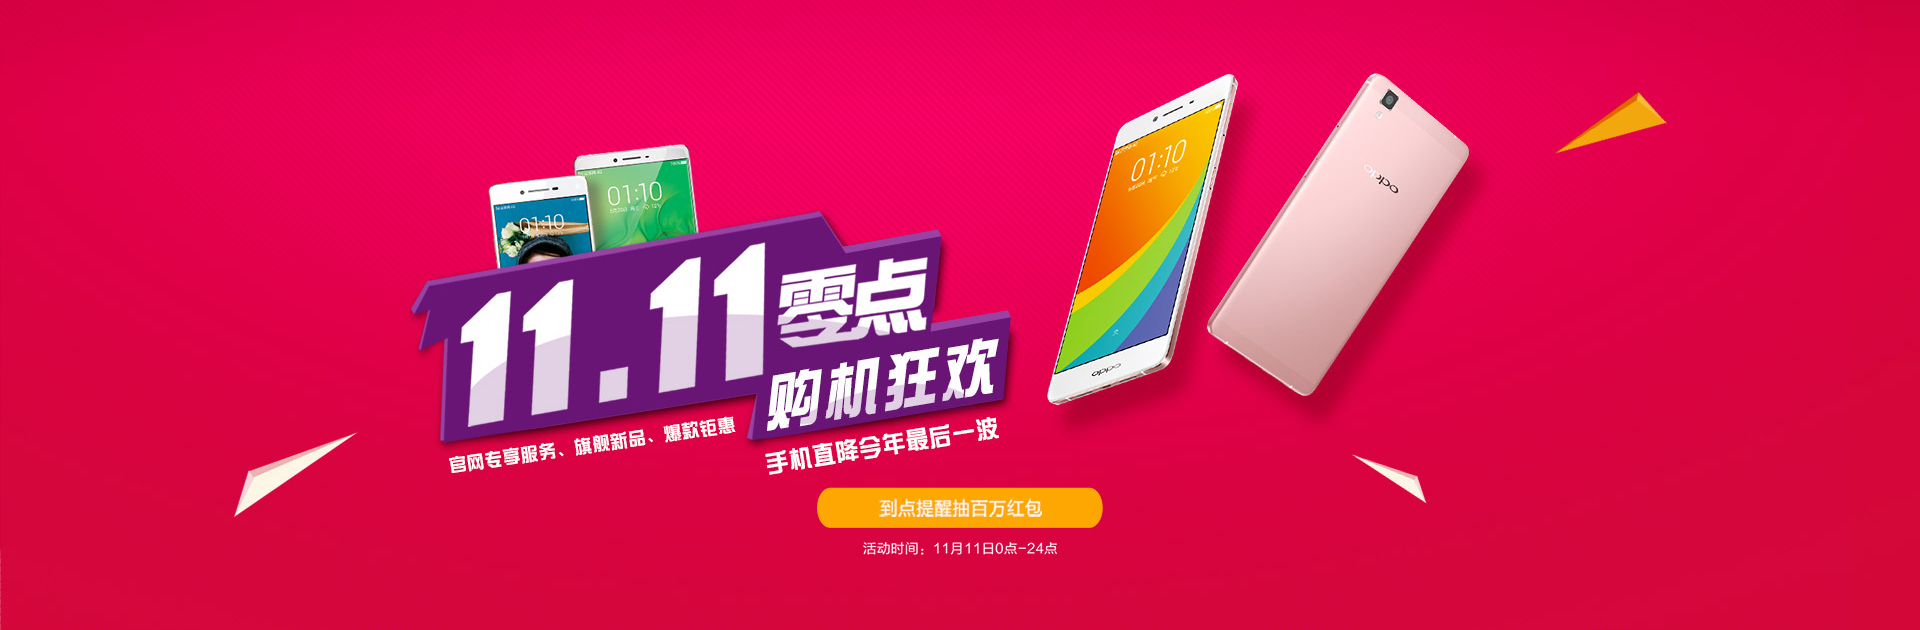 01:10
01:10
11.11零点
购机狂欢
官网专享服务、旗舰新品、爆款钜惠
手机直降今年最后一波
01:10
oppo
oppo
到点提醒抽百万红包
活动时间：11月11日0点-24点